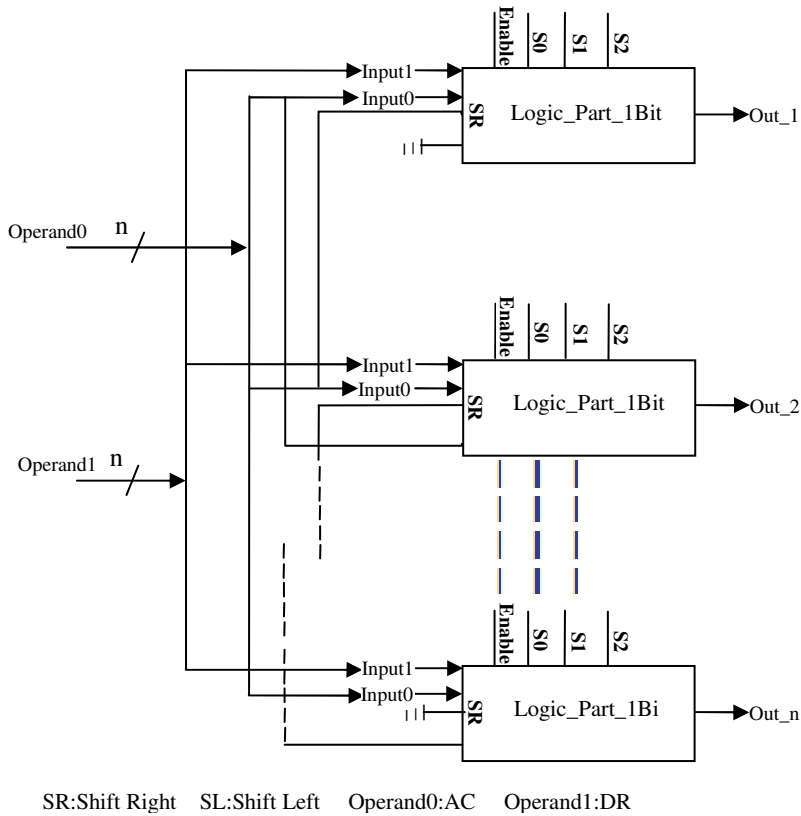 Enable S0 S1 S2
Input1
Input0
SR
Logic_Part_1Bit
Out_1
Operand0 n
Enable S0 S1 S2
Input1
Input0
SR
Logic_Part_1Bit
Out_2
Operand1 n
Enable S0 S1 S2
Input1
Input0
SR
Logic_Part_1Bi
Out_n
SR:Shift Right SL:Shift Left Operand0:AC Operand1:DR